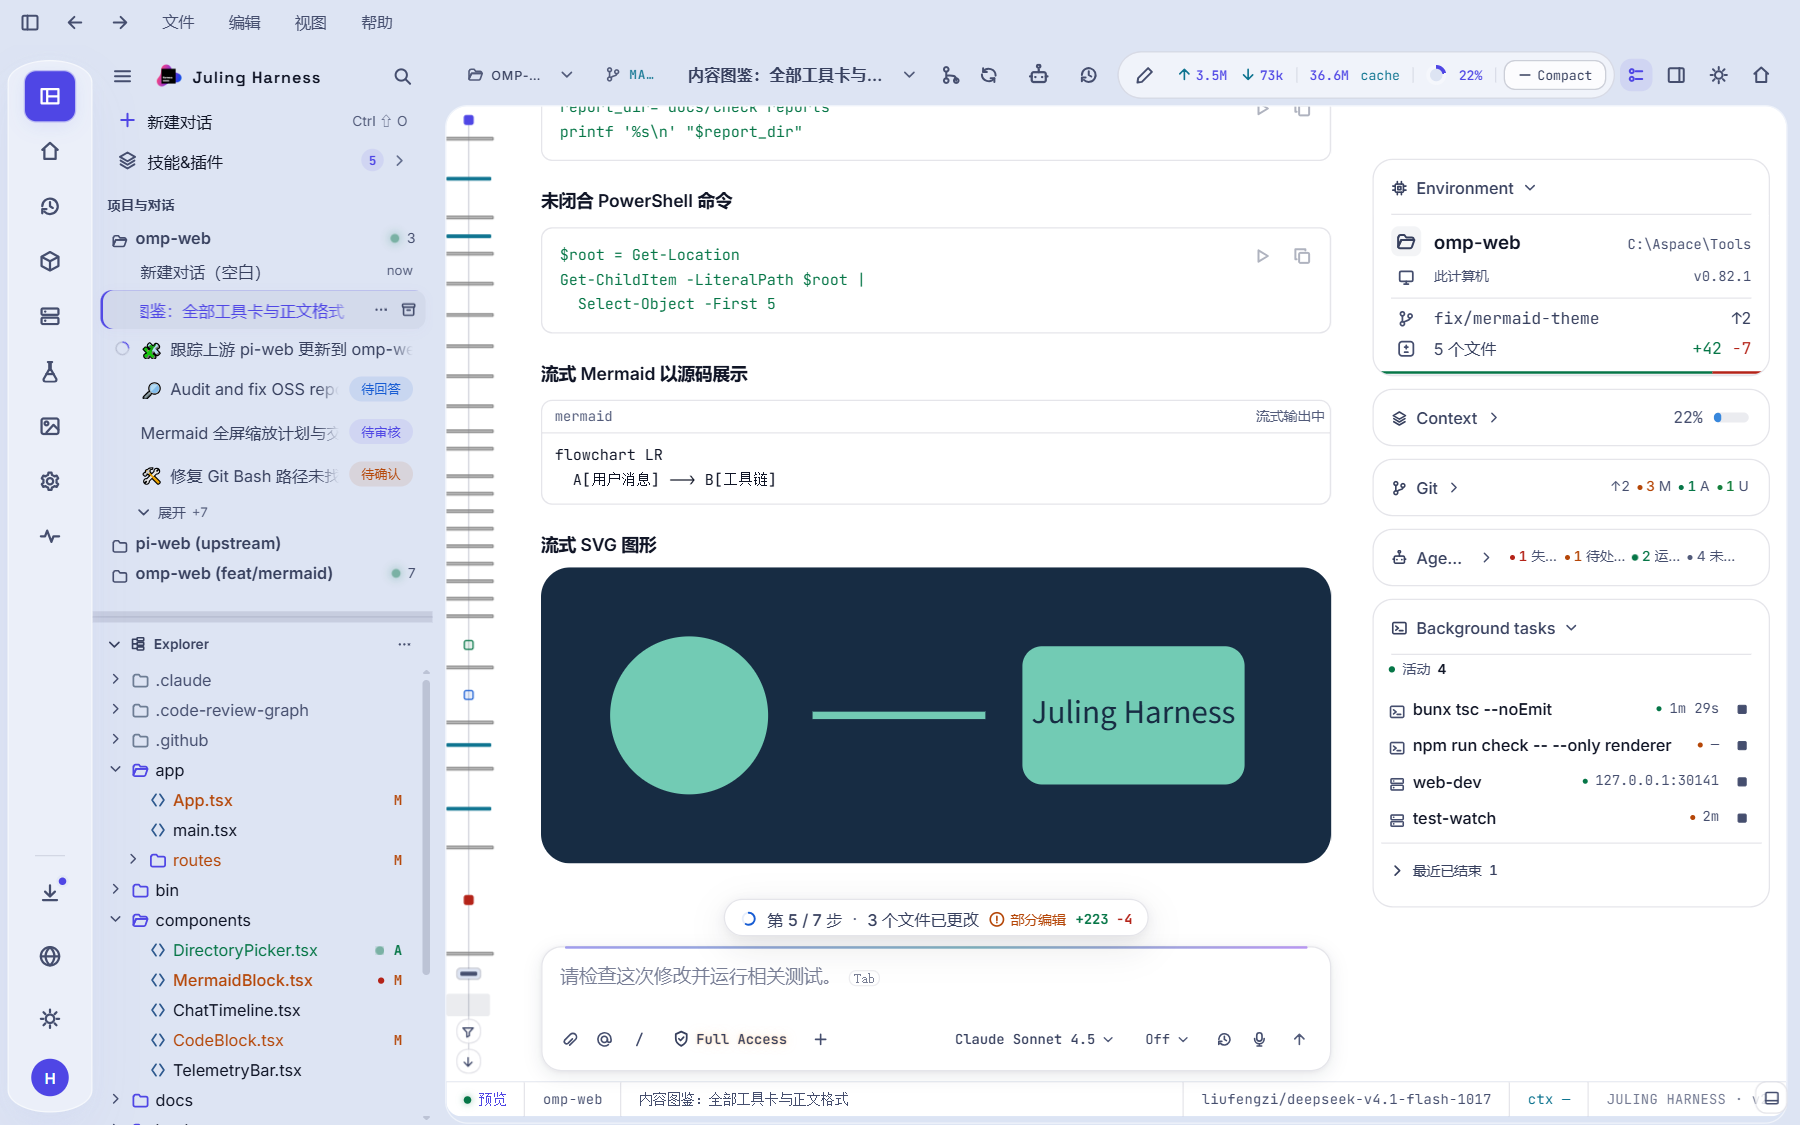 文件 编辑 视图 帮助
Juling Harness
OMP-... MA... 内容图鉴：全部工具卡与... 3.5M 73k 36.6M cache 22% — Compact
新建对话 Ctrl ⇧ O
技能&插件 5
项目与对话
omp-web 3
新建对话（空白） now
图鉴：全部工具卡与正文格式 ...
跟踪上游 pi-web 更新到 omp-we
Audit and fix OSS repo 待回答
Mermaid 全屏缩放计划与交 待审核
修复 Git Bash 路径未找 待确认
展开 +7
pi-web (upstream)
omp-web (feat/mermaid) 7
Explorer ...
.claude
.code-review-graph
.github
app
App.tsx M
main.tsx
routes M
bin
components
DirectoryPicker.tsx A
MermaidBlock.tsx M
ChatTimeline.tsx
CodeBlock.tsx M
TelemetryBar.tsx
docs
H
report_dir= docs/check reports
printf '%s\n' "$report_dir"
未闭合 PowerShell 命令
$root = Get-Location
Get-ChildItem -LiteralPath $root |
Select-Object -First 5
流式 Mermaid 以源码展示
mermaid 流式输出中
flowchart LR
A[用户消息] --> B[工具链]
流式 SVG 图形
Juling Harness
第 5 / 7 步 · 3 个文件已更改 部分编辑 +223 -4
请检查这次修改并运行相关测试。 Tab
@ / Full Access + Claude Sonnet 4.5 Off
预览 omp-web 内容图鉴：全部工具卡与正文格式 liufengzi/deepseek-v4.1-flash-1017 ctx — JULING HARNESS · v
Environment
omp-web C:\Aspace\Tools
此计算机 v0.82.1
fix/mermaid-theme ↑2
5 个文件 +42 -7
Context 22%
Git ↑2 3 M 1 A 1 U
Age... 1 失... 1 待处... 2 运... 4 未...
Background tasks
活动 4
bunx tsc --noEmit 1m 29s
npm run check -- --only renderer —
web-dev 127.0.0.1:30141
test-watch 2m
最近已结束 1